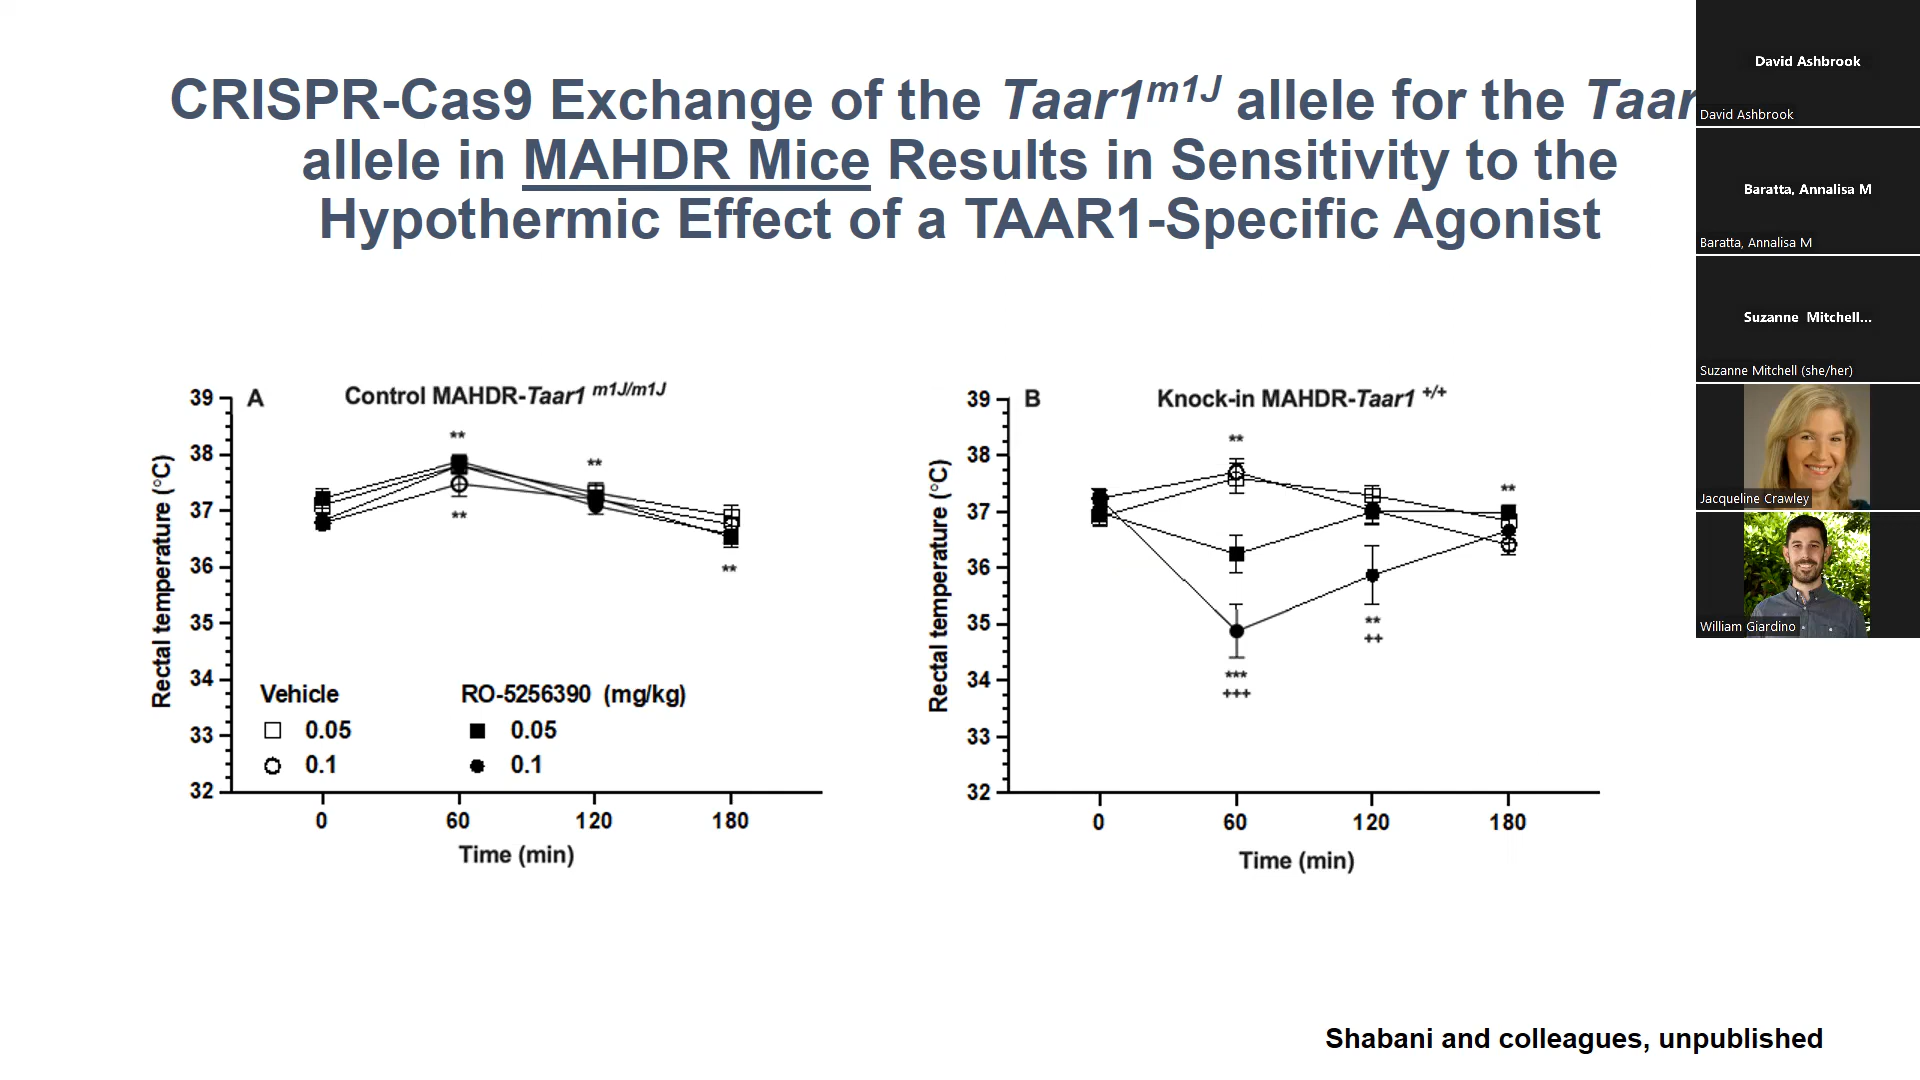 CRISPR-Cas9 Exchange of the Taar1m1J allele for the Taar
allele in MAHDR Mice Results in Sensitivity to the
Hypothermic Effect of a TAAR1-Specific Agonist
A
Control MAHDR-Taar1 m1J/m1J
39
38
37
36
35
34
33
32
Rectal temperature (°C)
**
**
**
**
Vehicle
RO-5256390 (mg/kg)
0.05
0.05
0.1
0.1
0
60
120
180
Time (min)
B
Knock-in MAHDR-Taar1 +/+
39
38
37
36
35
34
33
32
Rectal temperature (°C)
**
**
**
++
***
+++
0
60
120
180
Time (min)
Shabani and colleagues, unpublished
David Ashbrook
David Ashbrook
Baratta, Annalisa M
Baratta, Annalisa M
Suzanne Mitchell...
Suzanne Mitchell (she/her)
Jacqueline Crawley
William Giardino